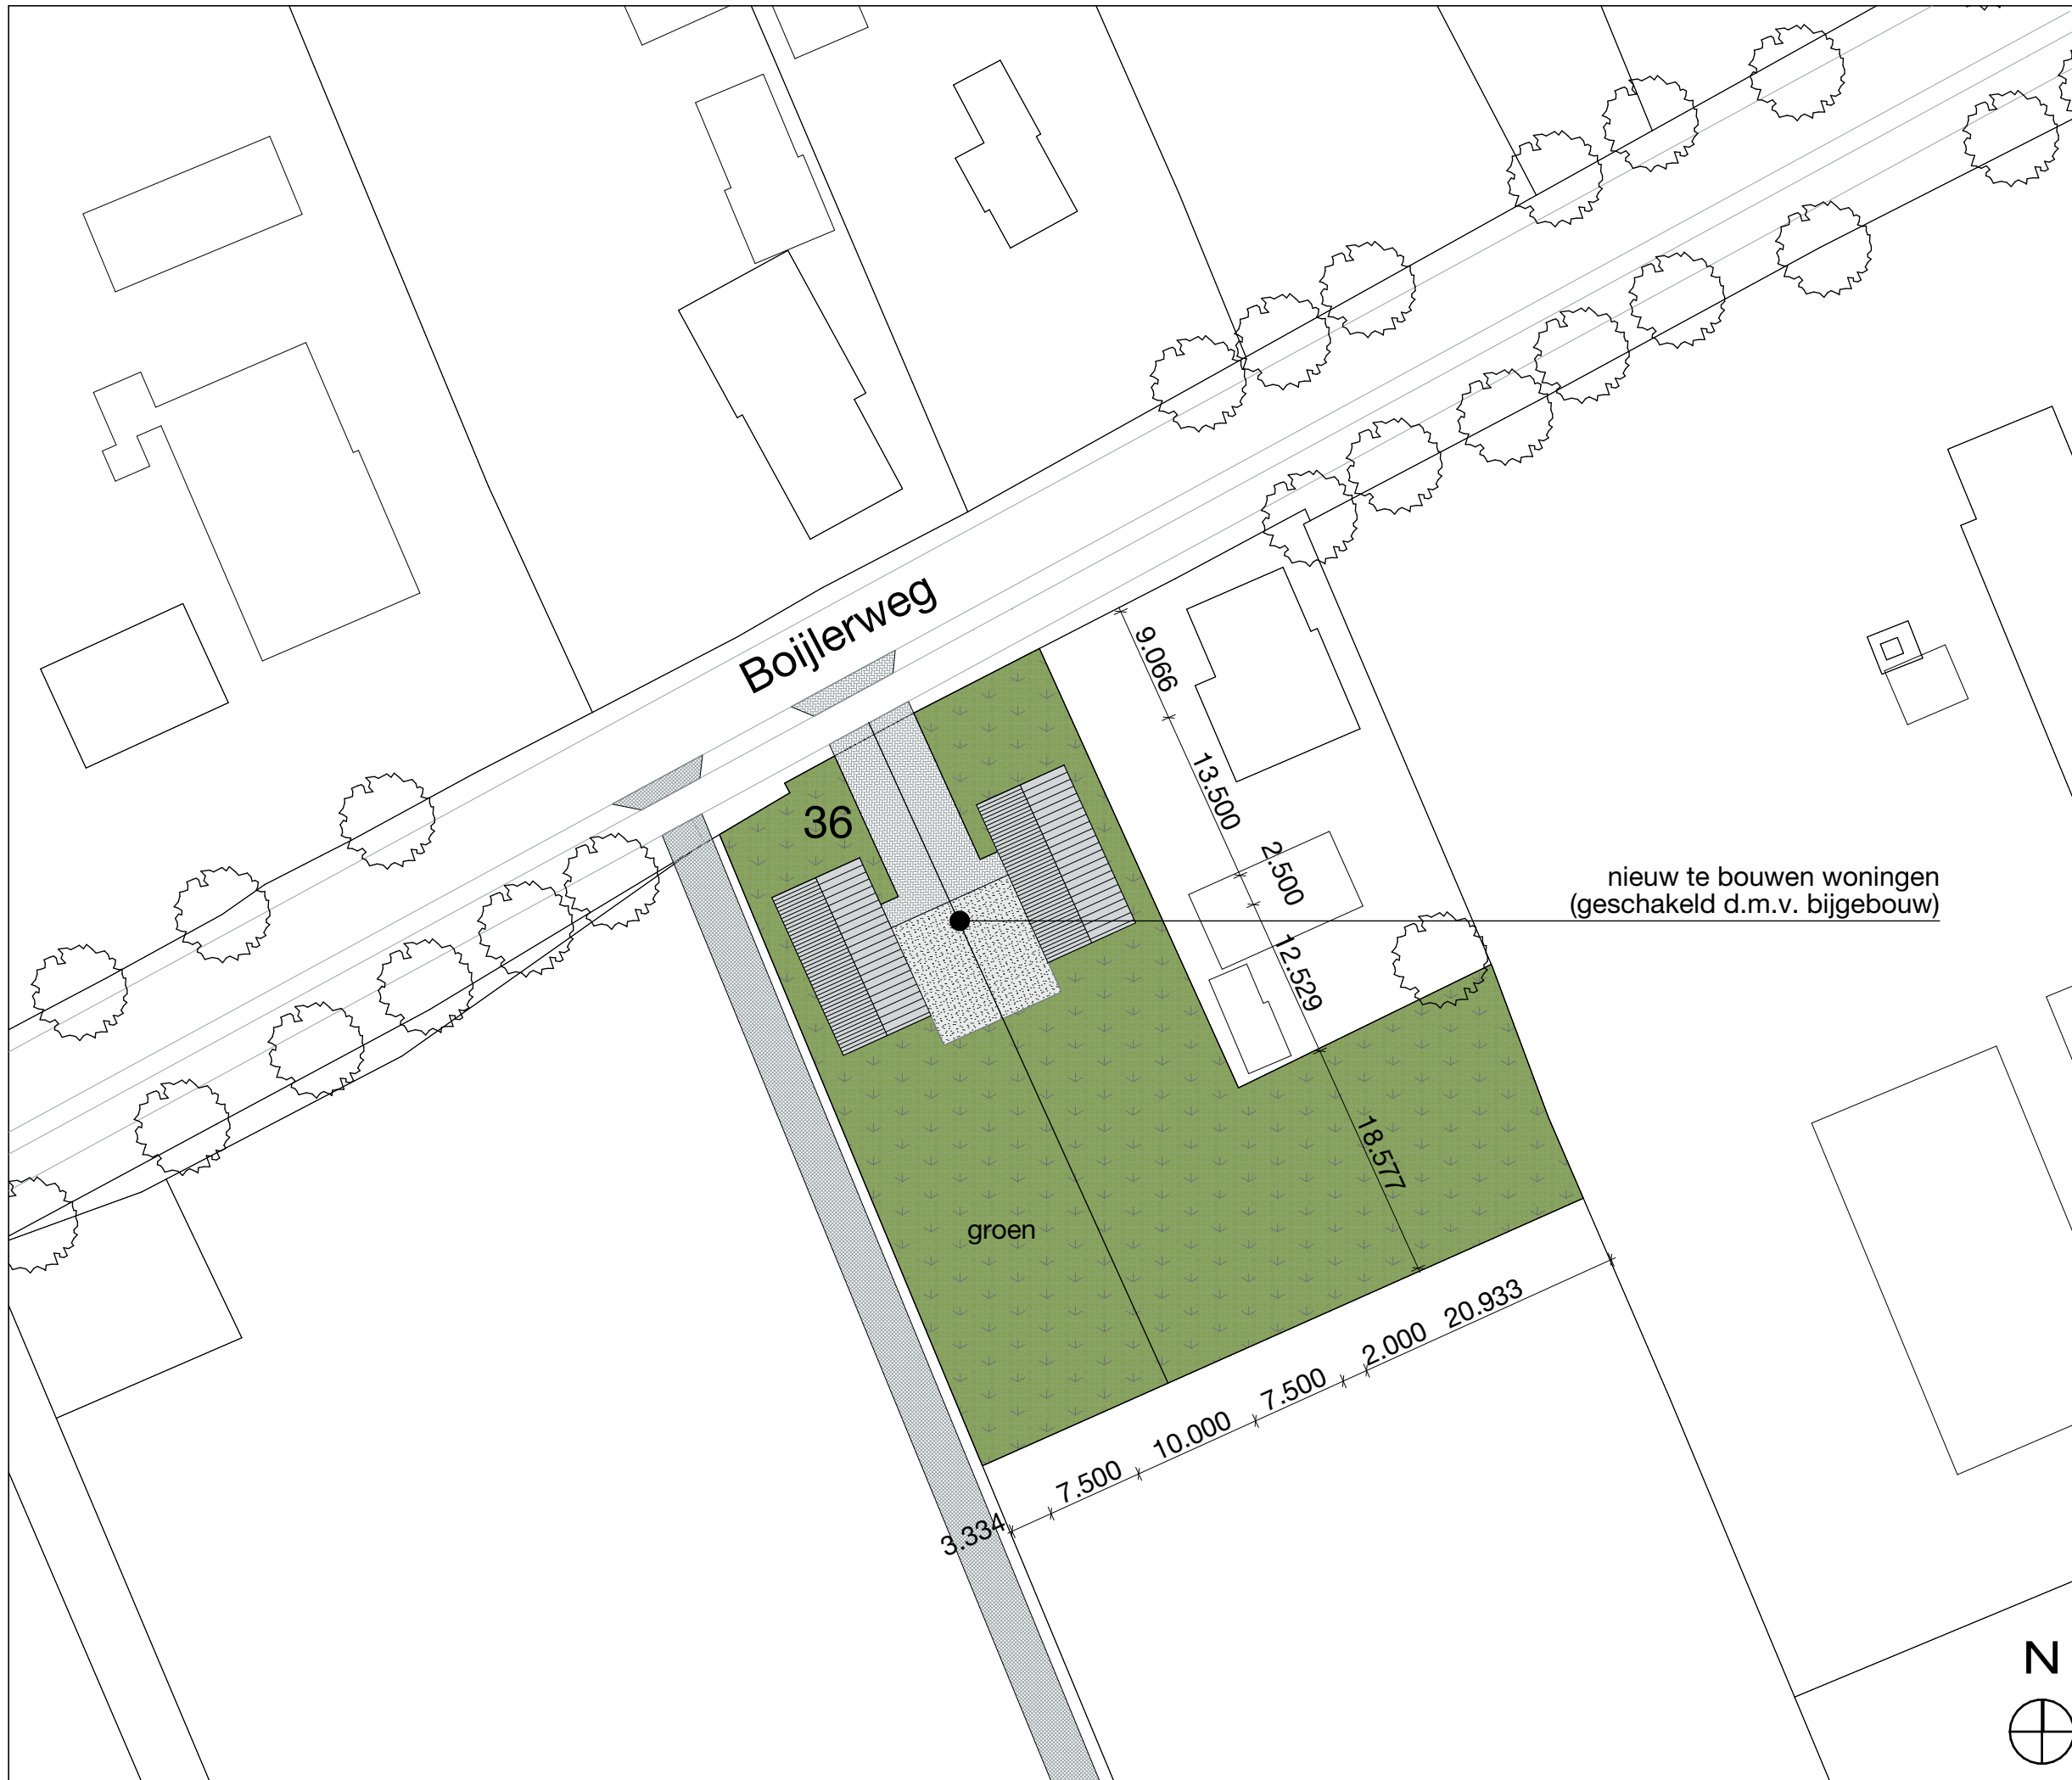 Boijlerweg
9.066
13.500
36
2.500
nieuw te bouwen woningen
(geschakeld d.m.v. bijgebouw)
12.529
18.577
groen
20.933
2.000
7.500
10.000
7.500
3.334
N